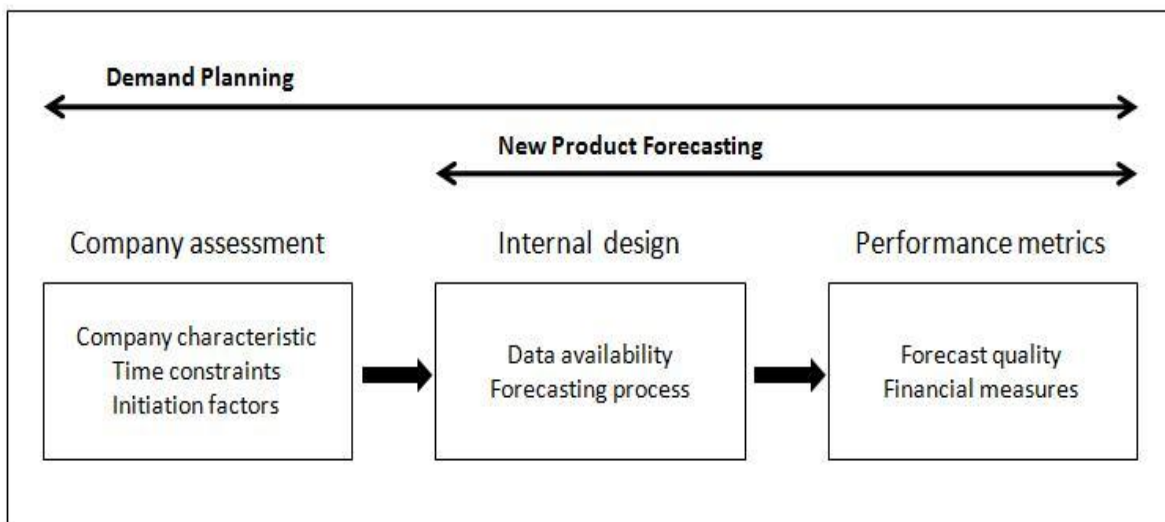 Demand Planning
New Product Forecasting
Company assessment
Internal design
Performance metrics
Company characteristic
Time constraints
Initiation factors
Data availability
Forecasting process
Forecast quality
Financial measures